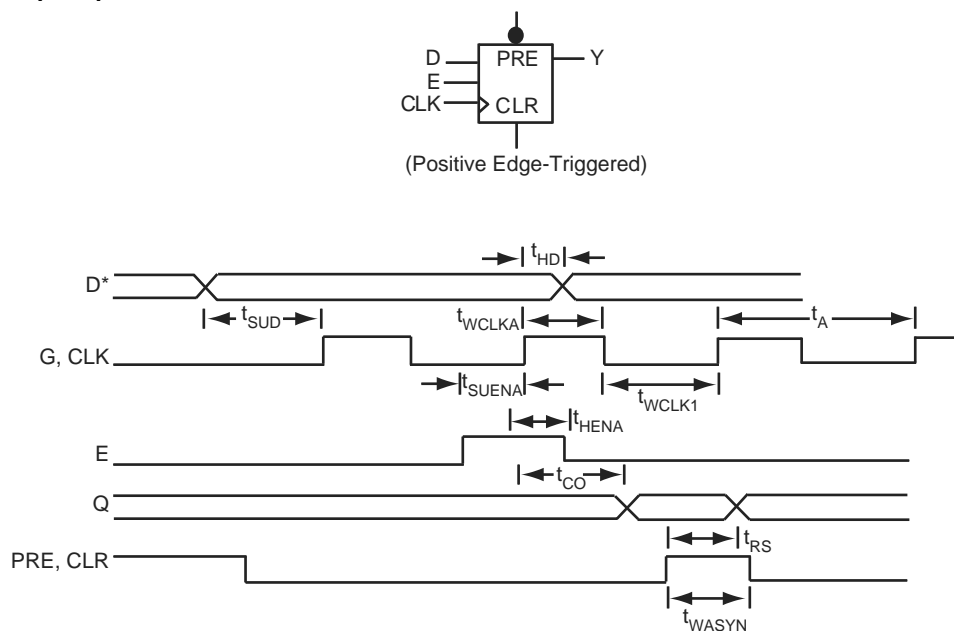 D
PRE
Y
E
CLK
CLR
(Positive Edge-Triggered)
tHD
D*
tSUD
tWCLKA
tA
G, CLK
tSUENA
tWCLK1
tHENA
E
tCO
Q
tRS
PRE, CLR
tWASYN